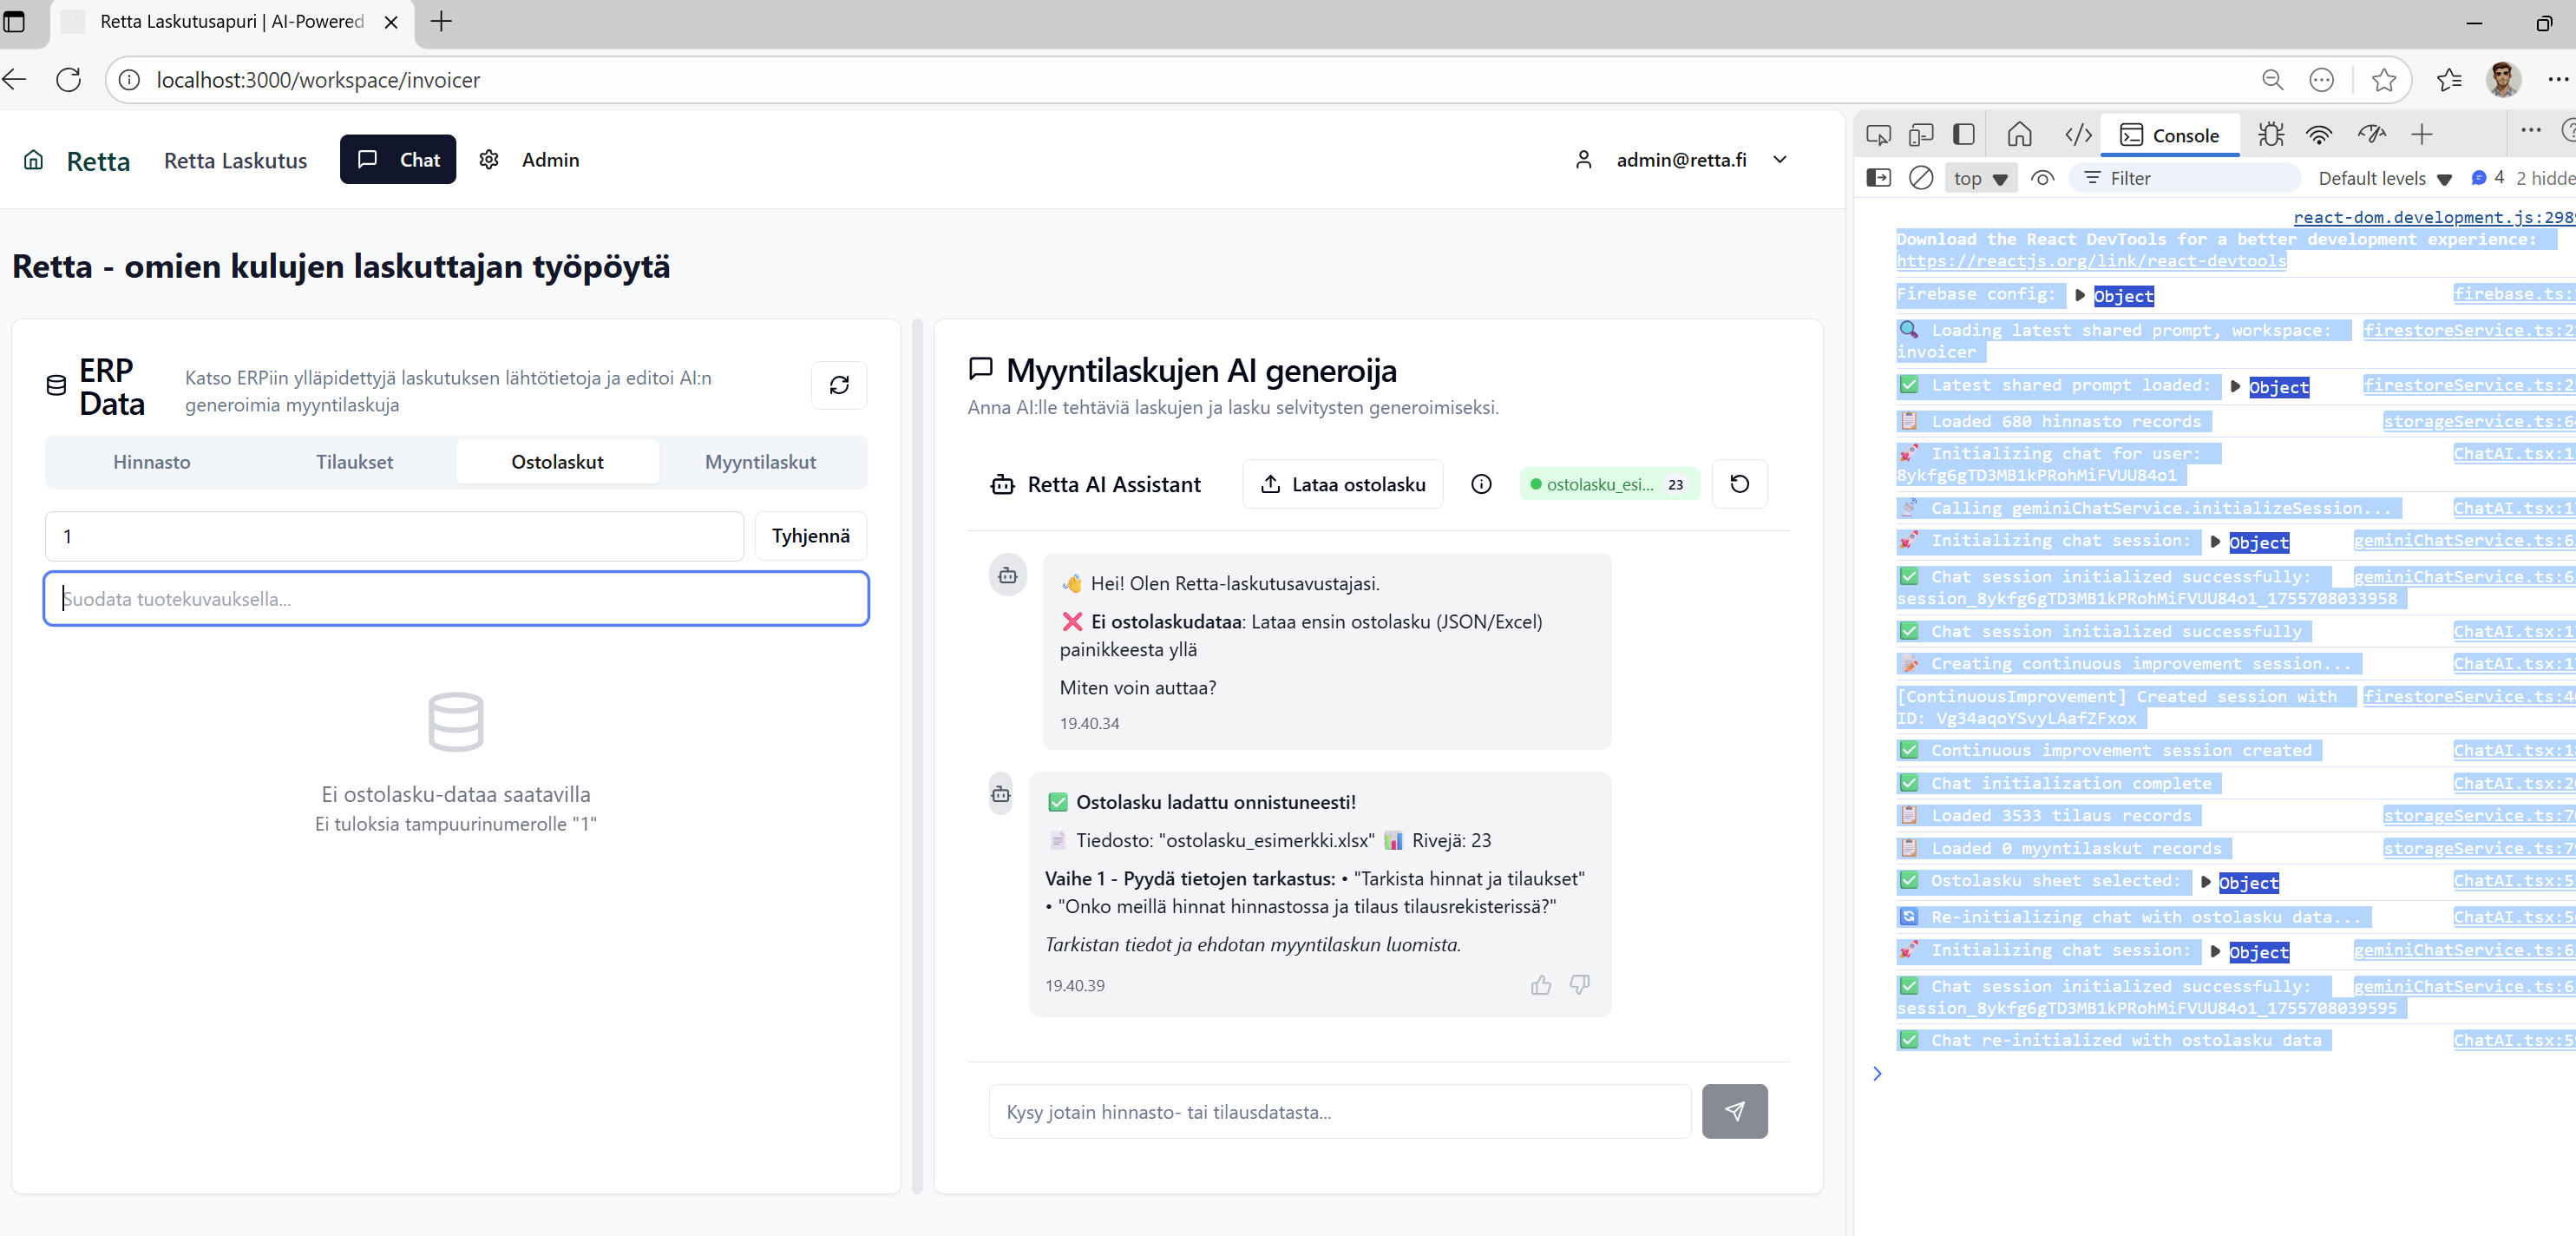 Retta Laskutusapuri | AI-Powered
localhost:3000/workspace/invoicer
Retta
Retta Laskutus
Chat
Admin
admin@retta.fi
Retta - omien kulujen laskuttajan työpöytä
ERP Data
Katso ERPiin ylläpidettyjä laskutuksen lähtötietoja ja editoi AI:n
generoimia myyntilaskuja
Hinnasto
Tilaukset
Ostolaskut
Myyntilaskut
1
Tyhjennä
Suodata tuotekuvauksella...
Ei ostolasku-dataa saatavilla
Ei tuloksia tampuurinumerolle "1"
Myyntilaskujen AI generoija
Anna AI:lle tehtäviä laskujen ja lasku selvitysten generoimiseksi.
Retta AI Assistant
Lataa ostolasku
ostolasku_esi... 23
👋 Hei! Olen Retta-laskutusavustajasi.
❌ Ei ostolaskudataa: Lataa ensin ostolasku (JSON/Excel)
painikkeesta yllä
Miten voin auttaa?
19.40.34
✅ Ostolasku ladattu onnistuneesti!
📄 Tiedosto: "ostolasku_esimerkki.xlsx" 📊 Rivejä: 23
Vaihe 1 - Pyydä tietojen tarkastus: • "Tarkista hinnat ja tilaukset"
• "Onko meillä hinnat hinnastossa ja tilaus tilausrekisterissä?"
Tarkistan tiedot ja ehdotan myyntilaskun luomista.
19.40.39
Kysy jotain hinnasto- tai tilausdatasta...
Console
top
Filter
Default levels
4
2 hidde
react-dom.development.js:298
Download the React DevTools for a better development experience:
https://reactjs.org/link/react-devtools
Firebase config: ▶ Object firebase.ts:
🔍 Loading latest shared prompt, workspace: firestoreService.ts:2
invoicer
✅ Latest shared prompt loaded: ▶ Object firestoreService.ts:2
📋 Loaded 680 hinnasto records storageService.ts:6
🚀 Initializing chat for user: ChatAI.tsx:1
8ykfg6gTD3MB1kPRohMiFVUU84o1
📡 Calling geminiChatService.initializeSession... ChatAI.tsx:1
🚀 Initializing chat session: ▶ Object geminiChatService.ts:6
✅ Chat session initialized successfully: geminiChatService.ts:6
session_8ykfg6gTD3MB1kPRohMiFVUU84o1_1755708033958
✅ Chat session initialized successfully ChatAI.tsx:1
📝 Creating continuous improvement session... ChatAI.tsx:1
[ContinuousImprovement] Created session with firestoreService.ts:4
ID: Vg34aqoYSvyLAafZFxox
✅ Continuous improvement session created ChatAI.tsx:1
✅ Chat initialization complete ChatAI.tsx:2
📋 Loaded 3533 tilaus records storageService.ts:7
📋 Loaded 0 myyntilaskut records storageService.ts:7
✅ Ostolasku sheet selected: ▶ Object ChatAI.tsx:5
🔄 Re-initializing chat with ostolasku data... ChatAI.tsx:5
🚀 Initializing chat session: ▶ Object geminiChatService.ts:6
✅ Chat session initialized successfully: geminiChatService.ts:6
session_8ykfg6gTD3MB1kPRohMiFVUU84o1_1755708039595
✅ Chat re-initialized with ostolasku data ChatAI.tsx:5